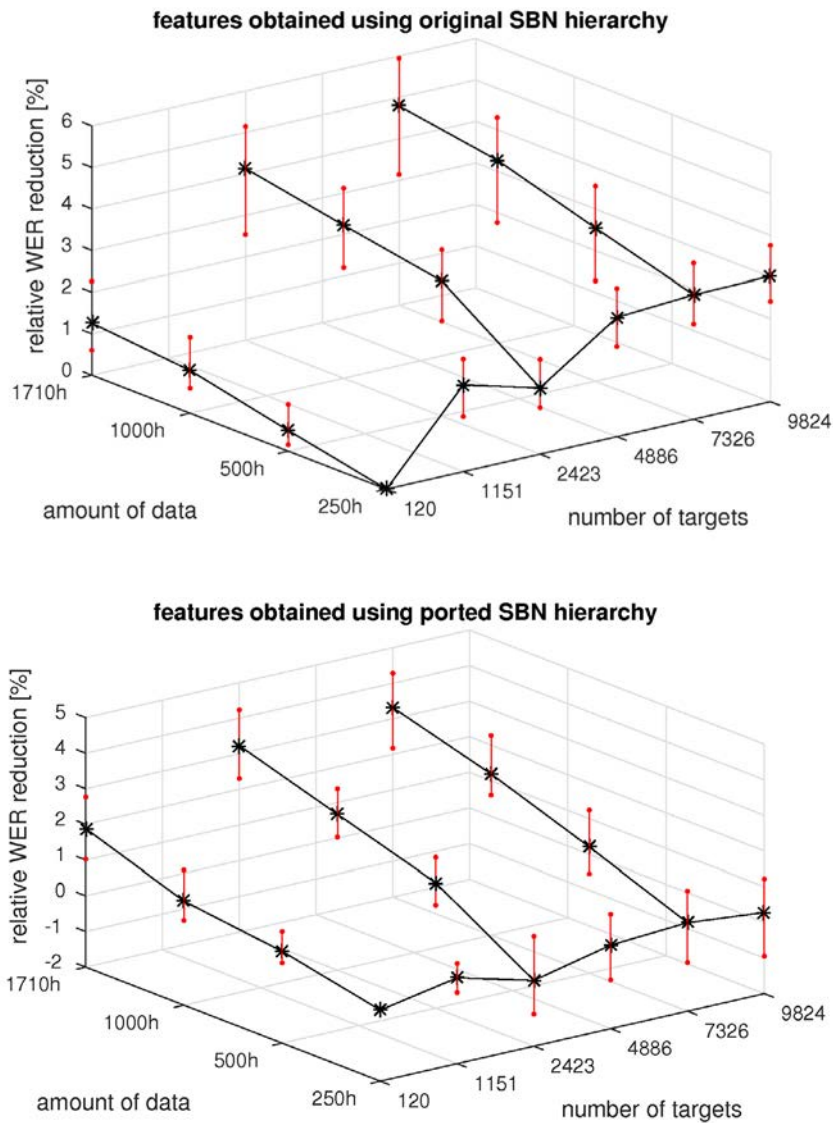 features obtained using original SBN hierarchy
relative WER reduction [%]
6
5
4
3
2
1
0
1710h
1000h
500h
250h
amount of data
120
1151
2423
4886
7326
9824
number of targets
features obtained using ported SBN hierarchy
relative WER reduction [%]
5
4
3
2
1
0
-1
-2
1710h
1000h
500h
250h
amount of data
120
1151
2423
4886
7326
9824
number of targets